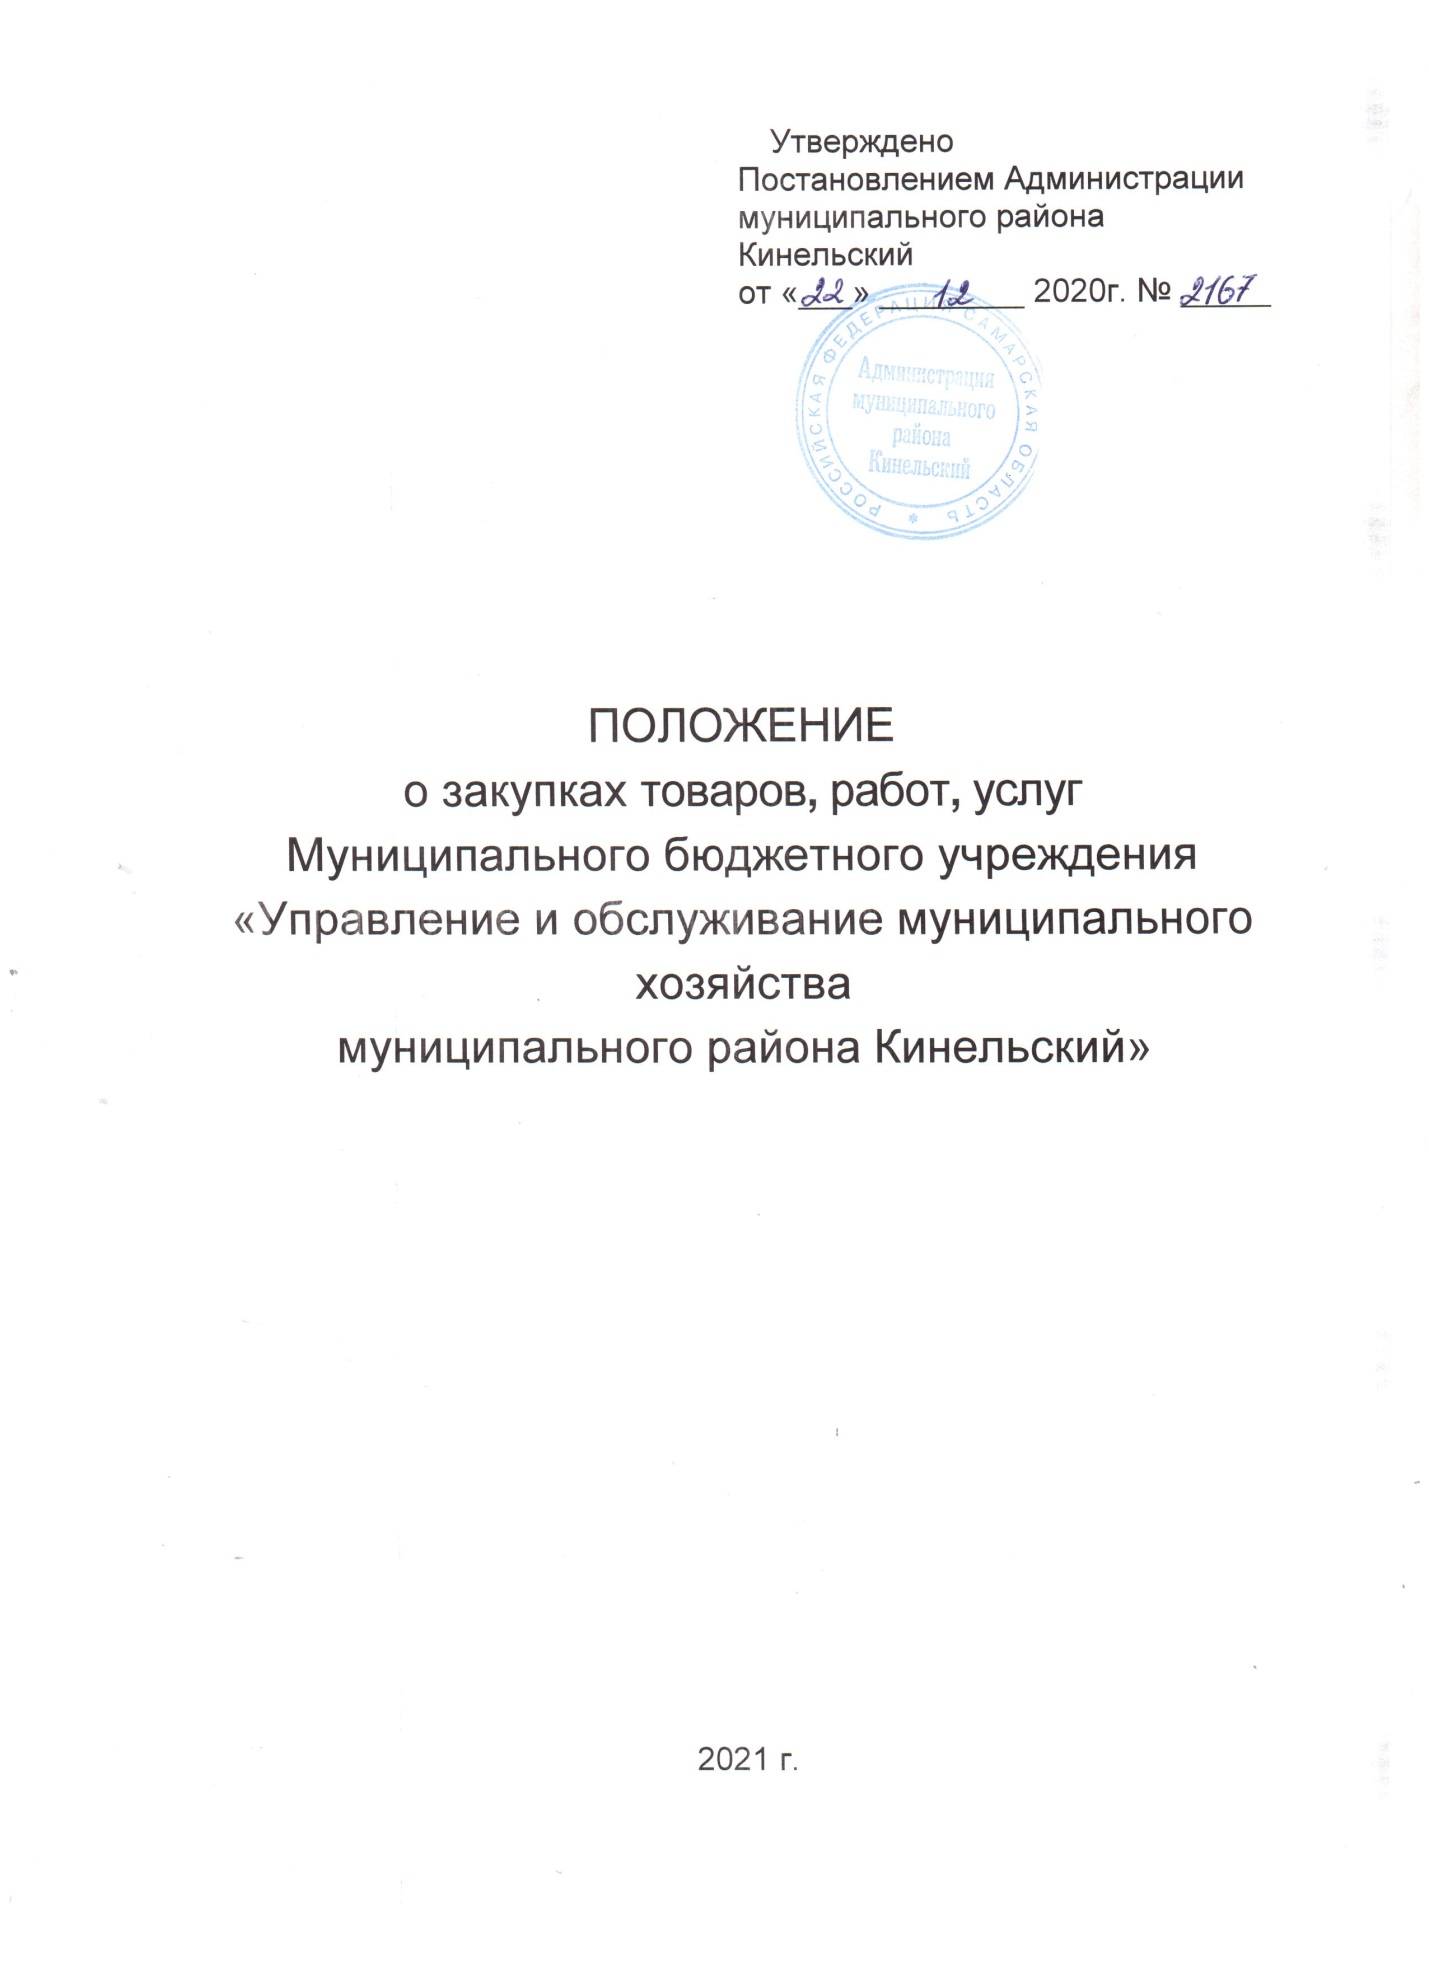 Утверждено
Постановлением Администрации
муниципального района
Кинельский
от «22» 12 2020г. № 2167
РОССИЙСКАЯ ФЕДЕРАЦИЯ САМАРСКАЯ ОБЛАСТЬ *
Администрация
муниципального
района
Кинельский
ПОЛОЖЕНИЕ
о закупках товаров, работ, услуг
Муниципального бюджетного учреждения
«Управление и обслуживание муниципального
хозяйства
муниципального района Кинельский»
2021 г.